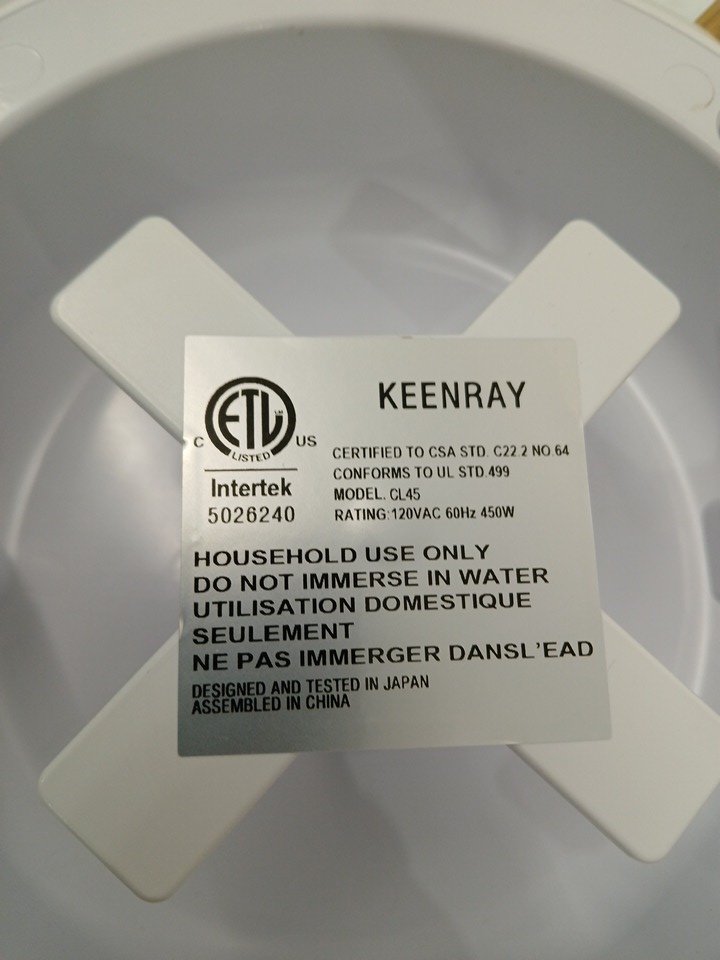 KEENRAY
C ETL US
LISTED
Intertek
5026240
CERTIFIED TO CSA STD. C22.2 NO.64
CONFORMS TO UL STD.499
MODEL. CL45
RATING:120VAC 60Hz 450W
HOUSEHOLD USE ONLY
DO NOT IMMERSE IN WATER
UTILISATION DOMESTIQUE
SEULEMENT
NE PAS IMMERGER DANSL'EAD
DESIGNED AND TESTED IN JAPAN
ASSEMBLED IN CHINA